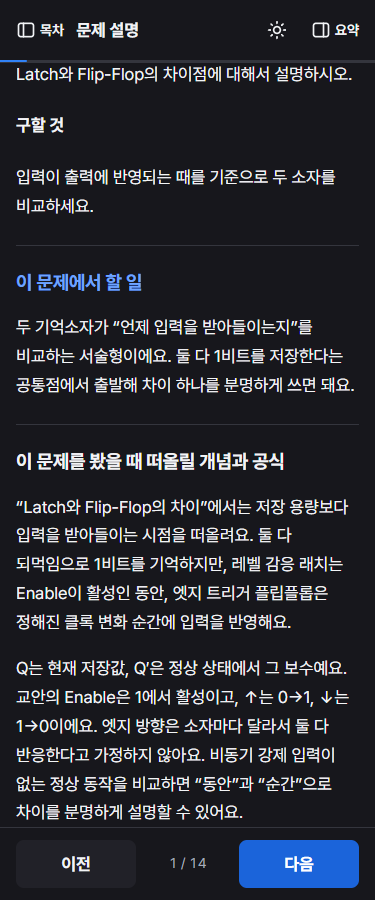 목차 문제 설명 요약
Latch와 Flip-Flop의 차이점에 대해서 설명하시오.
구할 것
입력이 출력에 반영되는 때를 기준으로 두 소자를
비교하세요.
이 문제에서 할 일
두 기억소자가 “언제 입력을 받아들이는지”를
비교하는 서술형이에요. 둘 다 1비트를 저장한다는
공통점에서 출발해 차이 하나를 분명하게 쓰면 돼요.
이 문제를 봤을 때 떠올릴 개념과 공식
“Latch와 Flip-Flop의 차이”에서는 저장 용량보다
입력을 받아들이는 시점을 떠올려요. 둘 다
되먹임으로 1비트를 기억하지만, 레벨 감응 래치는
Enable이 활성인 동안, 엣지 트리거 플립플롭은
정해진 클록 변화 순간에 입력을 반영해요.
Q는 현재 저장값, Q′은 정상 상태에서 그 보수예요.
교안의 Enable은 1에서 활성이고, ↑는 0→1, ↓는
1→0이에요. 엣지 방향은 소자마다 달라서 둘 다
반응한다고 가정하지 않아요. 비동기 강제 입력이
없는 정상 동작을 비교하면 “동안”과 “순간”으로
차이를 분명하게 설명할 수 있어요.
이전 1 / 14 다음